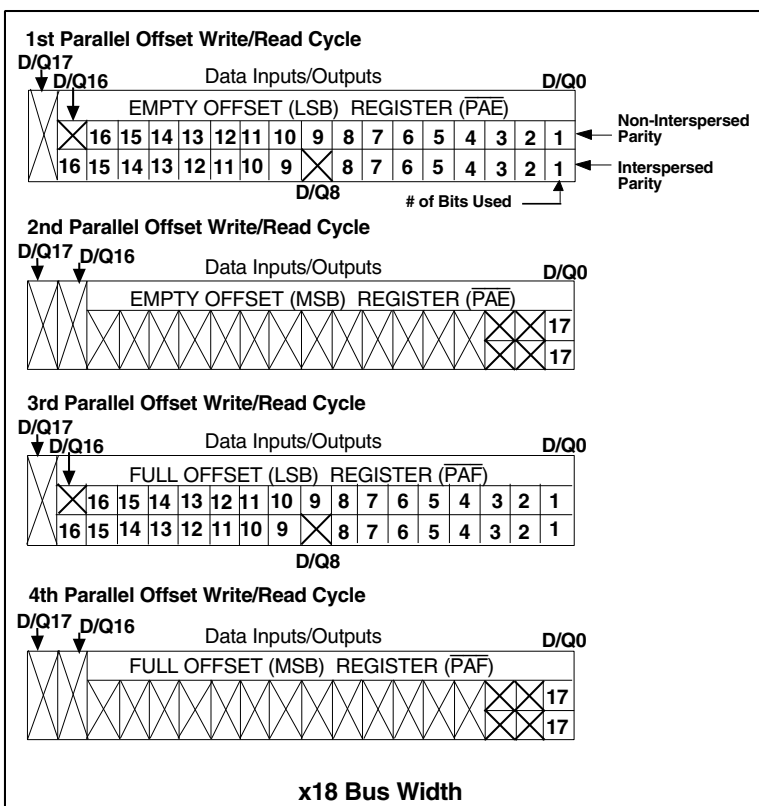 1st Parallel Offset Write/Read Cycle
D/Q17
D/Q16
Data Inputs/Outputs
D/Q0
EMPTY OFFSET (LSB) REGISTER (PAE)
16 15 14 13 12 11 10 9 8 7 6 5 4 3 2 1
Non-Interspersed
Parity
16 15 14 13 12 11 10 9 8 7 6 5 4 3 2 1
Interspersed
Parity
D/Q8
# of Bits Used
2nd Parallel Offset Write/Read Cycle
D/Q17
D/Q16
Data Inputs/Outputs
D/Q0
EMPTY OFFSET (MSB) REGISTER (PAE)
17
17
3rd Parallel Offset Write/Read Cycle
D/Q17
D/Q16
Data Inputs/Outputs
D/Q0
FULL OFFSET (LSB) REGISTER (PAF)
16 15 14 13 12 11 10 9 8 7 6 5 4 3 2 1
16 15 14 13 12 11 10 9 8 7 6 5 4 3 2 1
D/Q8
4th Parallel Offset Write/Read Cycle
D/Q17
D/Q16
Data Inputs/Outputs
D/Q0
FULL OFFSET (MSB) REGISTER (PAF)
17
17
x18 Bus Width